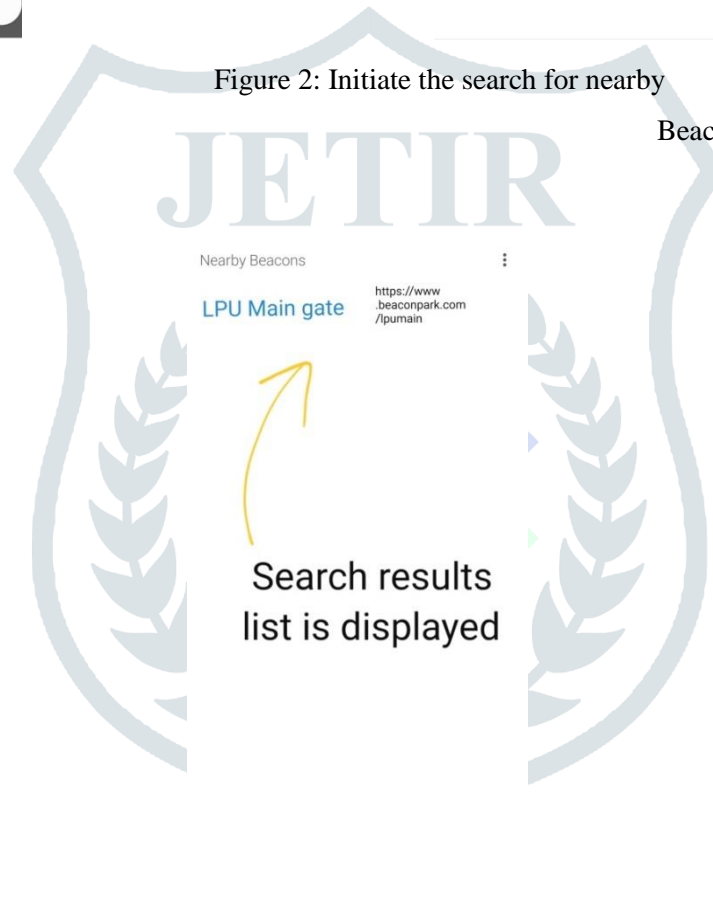 Figure 2: Initiate the search for nearby
Beac
JETIR
Nearby Beacons
LPU Main gate
https://www
.beaconpark.com
/lpumain
Search results
list is displayed